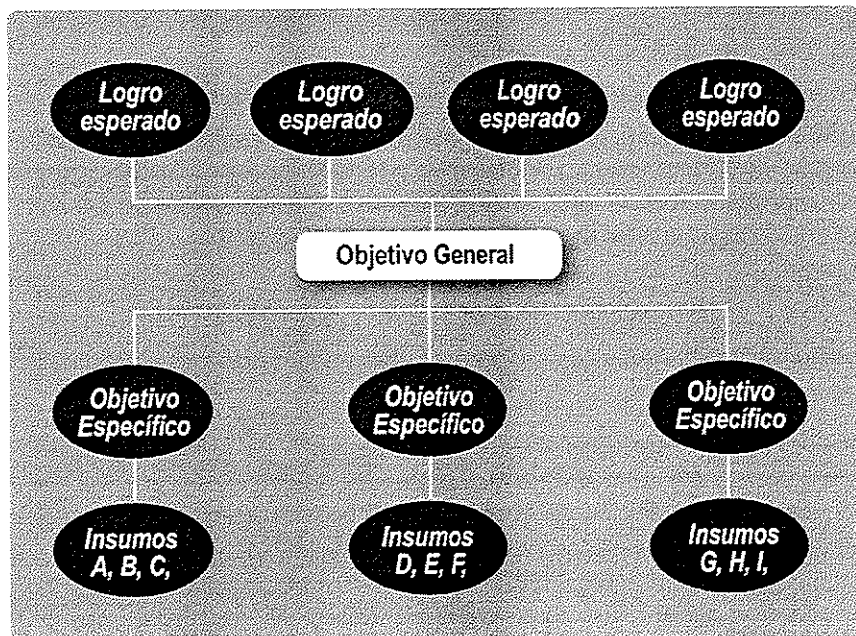 Logro
esperado
Logro
esperado
Logro
esperado
Logro
esperado
Objetivo General
Objetivo
Específico
Objetivo
Específico
Objetivo
Específico
Insumos
A, B, C,
Insumos
D, E, F,
Insumos
G, H, I,